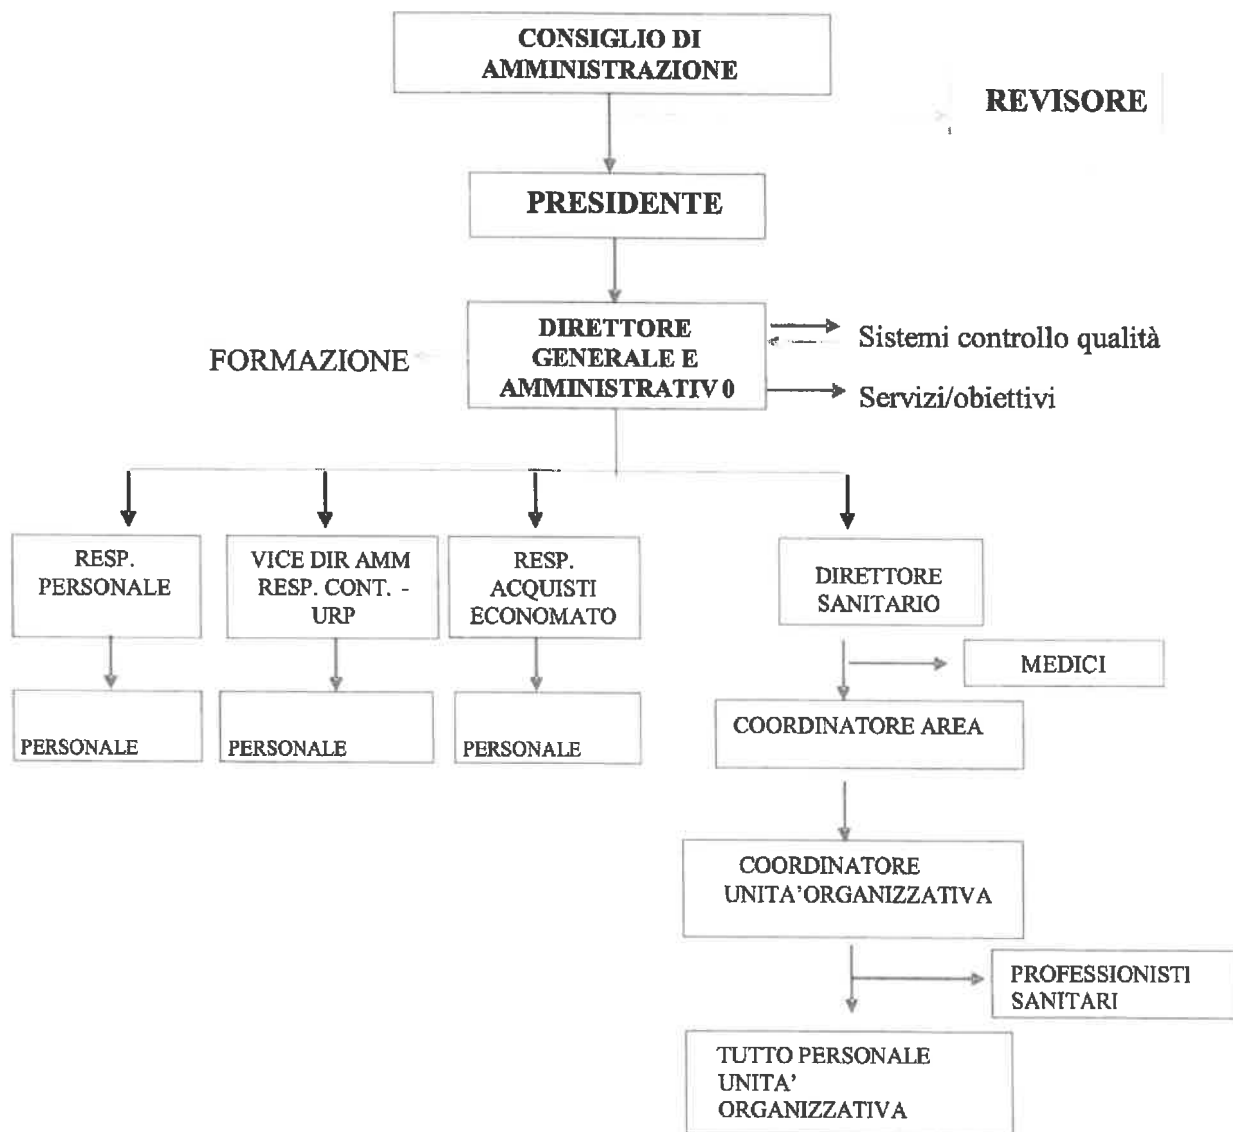 CONSIGLIO DI
AMMINISTRAZIONE
REVISORE
PRESIDENTE
DIRETTORE
GENERALE E
AMMINISTRATIV 0
FORMAZIONE
Sistemi controllo qualità
Servizi/obiettivi
RESP.
PERSONALE
VICE DIR AMM
RESP. CONT. -
URP
RESP.
ACQUISTI
ECONOMATO
DIRETTORE
SANITARIO
MEDICI
PERSONALE
PERSONALE
PERSONALE
COORDINATORE AREA
COORDINATORE
UNITA'ORGANIZZATIVA
PROFESSIONISTI
SANITARI
TUTTO PERSONALE
UNITA'
ORGANIZZATIVA